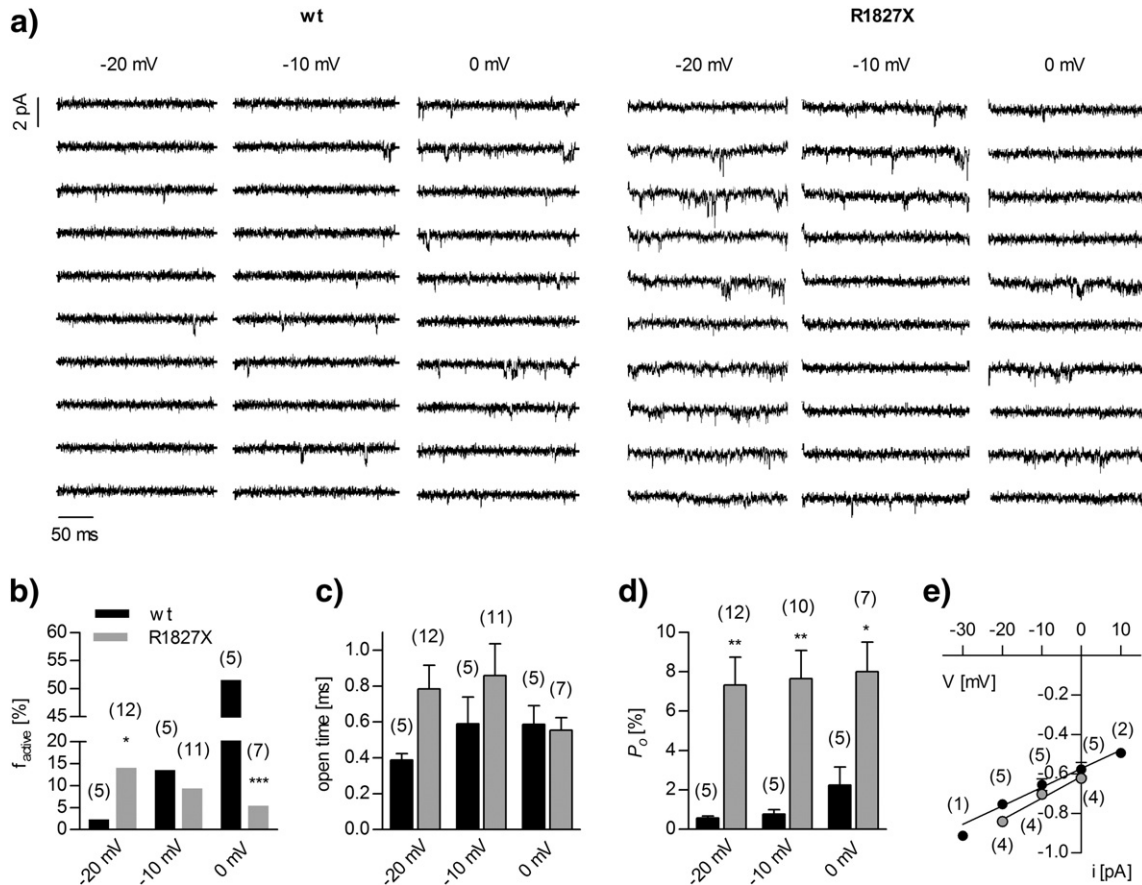 a)
wt
R1827X
-20 mV -10 mV 0 mV -20 mV -10 mV 0 mV
2 pA
50 ms
b)
wt
R1827X
f active [%]
60
55
50
45
20
15
10
5
0
(5) (12) * (5) (11) (5) (7) ***
-20 mV -10 mV 0 mV
c)
open time [ms]
1.0
0.8
0.6
0.4
0.2
0.0
(5) (12) (5) (11) (5) (7)
-20 mV -10 mV 0 mV
d)
Po [%]
10
8
6
4
2
0
(5) (12) ** (5) (10) ** (5) (7) *
-20 mV -10 mV 0 mV
e)
-30 -20 -10 0 10
V [mV]
-0.2
-0.4
-0.6
-0.8
-1.0
(1) (5) (5) (5) (2)
(4) (4) (4)
i [pA]